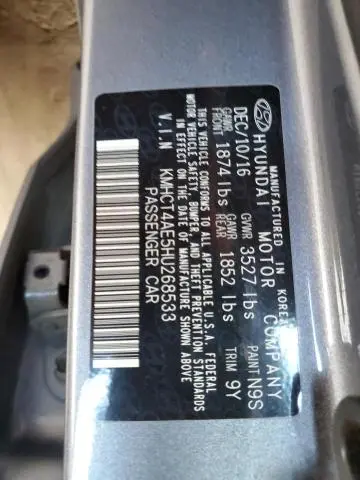 MANUFACTURED IN KOREA
HYUNDAI MOTOR COMPANY
DEC/10/16 GVWR 3527 lbs PAINT N9S
GAWR FRONT 1874 lbs GAWR REAR 1852 lbs TRIM 9Y
THIS VEHICLE CONFORMS TO ALL APPLICABLE U.S.A. FEDERAL
MOTOR VEHICLE SAFETY, BUMPER, AND THEFT PREVENTION STANDARDS
IN EFFECT ON THE DATE OF MANUFACTURE SHOWN ABOVE
V.I.N KMHCT4AE5HU268533
PASSENGER CAR